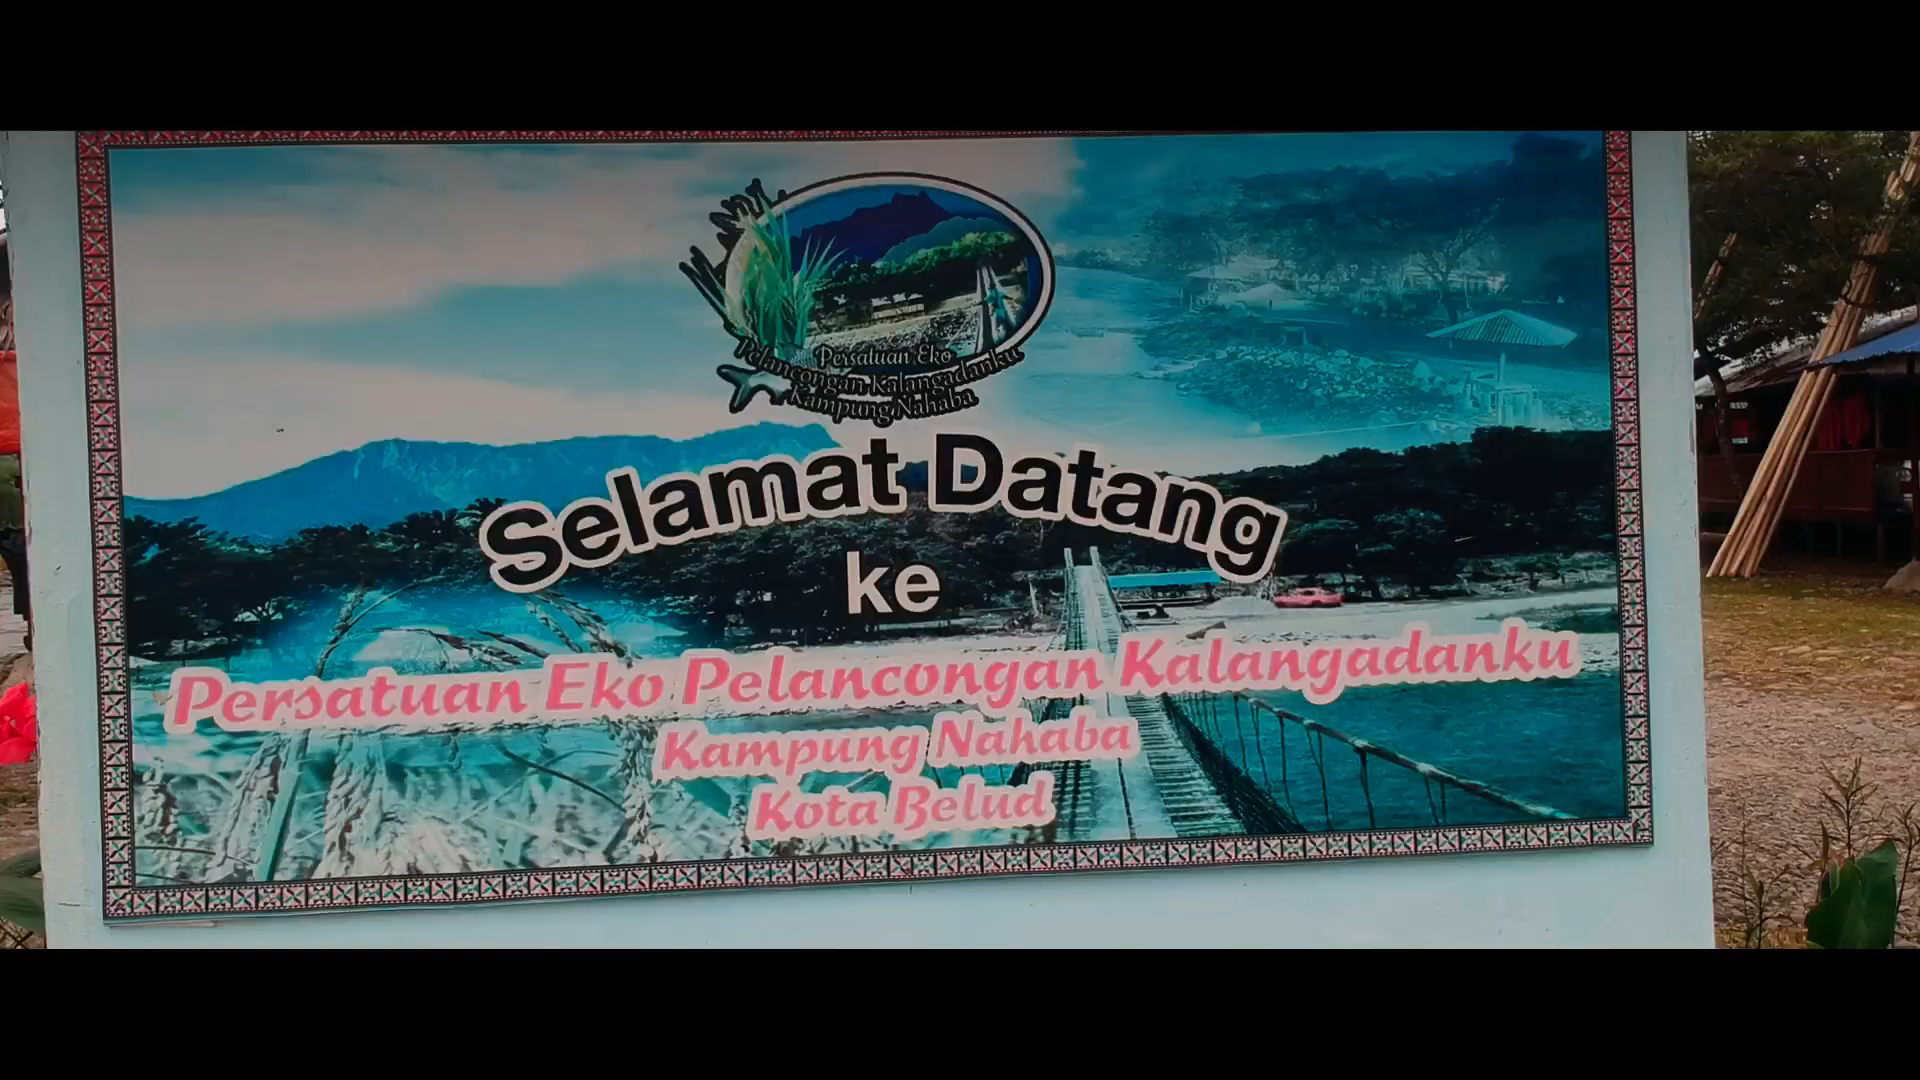 Persatuan Eko
Pelancongan Kalangadanku
Kampung Nahaba
Selamat Datang
ke
Persatuan Eko Pelancongan Kalangadanku
Kampung Nahaba
Kota Belud